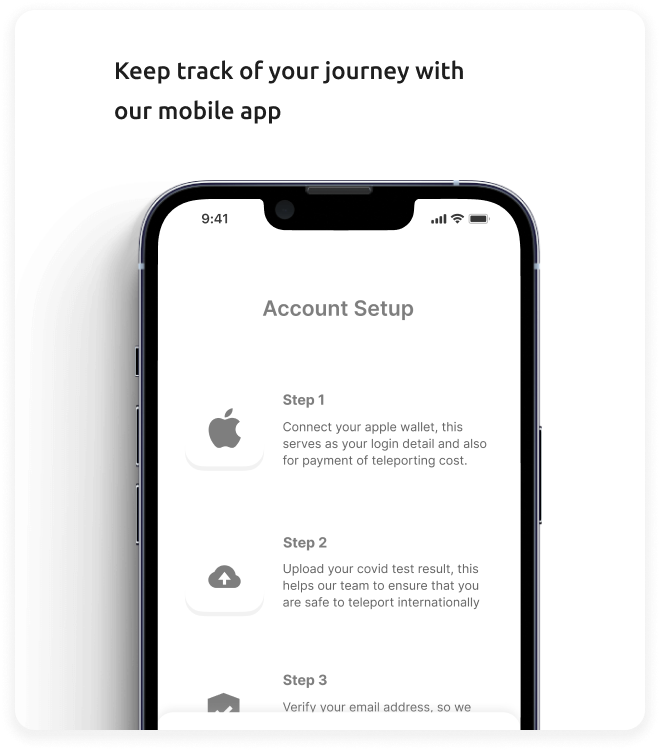 Keep track of your journey with
our mobile app
9:41
Account Setup
Step 1
Connect your apple wallet, this
serves as your login detail and also
for payment of teleporting cost.
Step 2
Upload your covid test result, this
helps our team to ensure that you
are safe to teleport internationally
Step 3
Verify your email address, so we